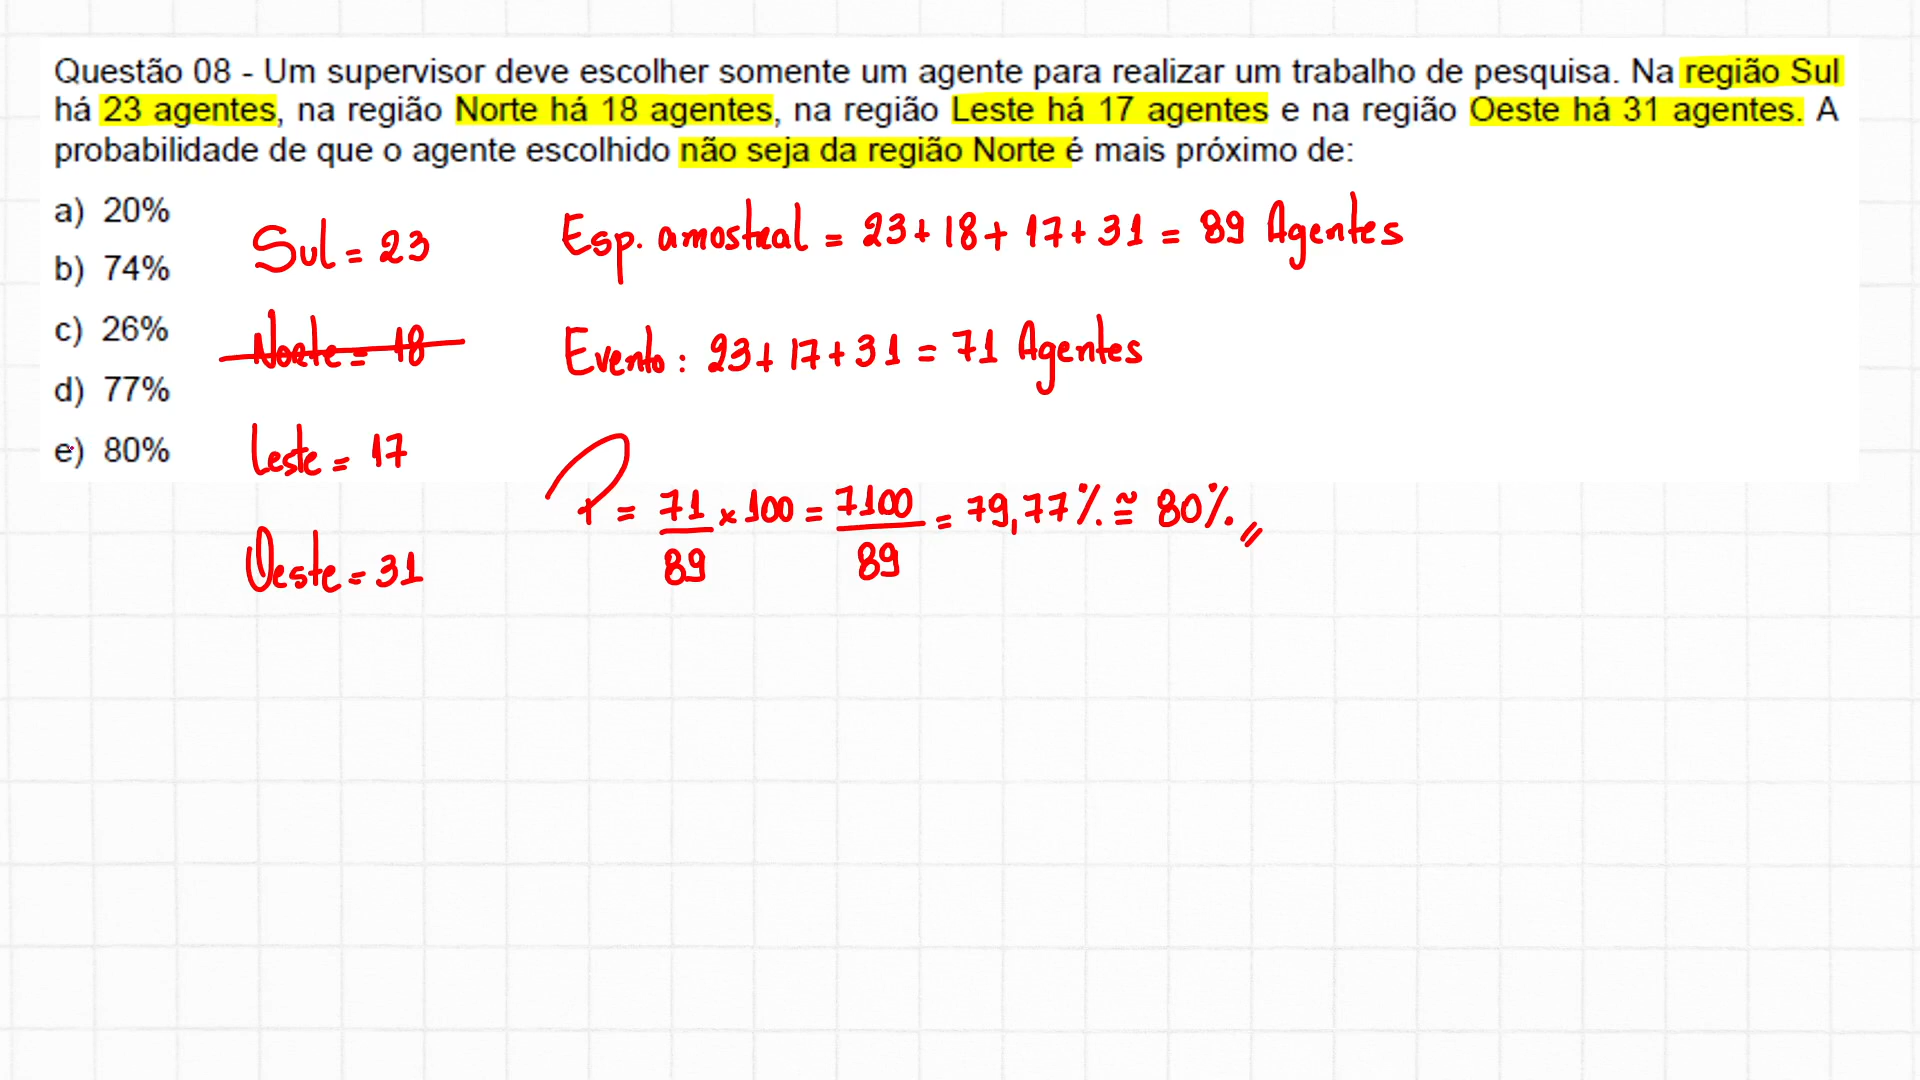 Questão 08 - Um supervisor deve escolher somente um agente para realizar um trabalho de pesquisa. Na região Sul
há 23 agentes, na região Norte há 18 agentes, na região Leste há 17 agentes e na região Oeste há 31 agentes. A
probabilidade de que o agente escolhido não seja da região Norte é mais próximo de:
a) 20%
b) 74%
c) 26%
d) 77%
e) 80%
Sul = 23
Norte = 18
Leste = 17
Oeste = 31
Esp. amostral = 23 + 18 + 17 + 31 = 89 Agentes
Evento: 23 + 17 + 31 = 71 Agentes
P = 71/89 x 100 = 7100/89 = 79,77% ≅ 80%